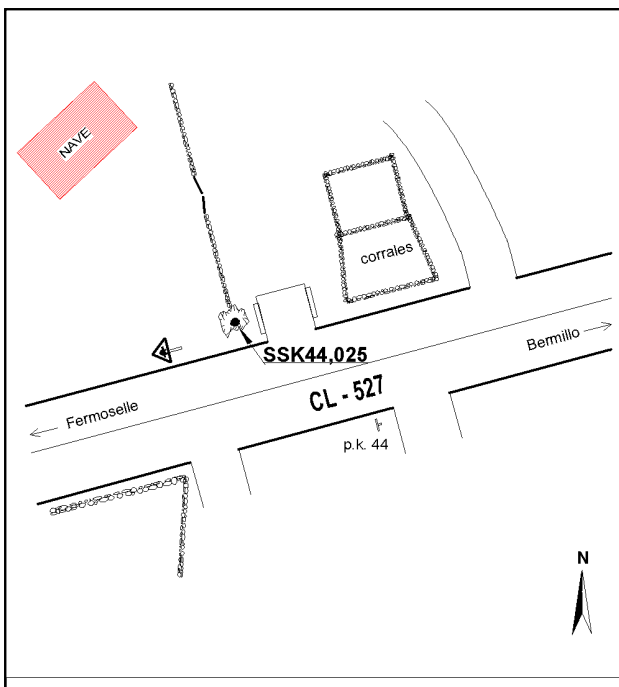 NAVE
corrales
SSK44,025
Bermillo
CL - 527
Fermoselle
p.k. 44
N